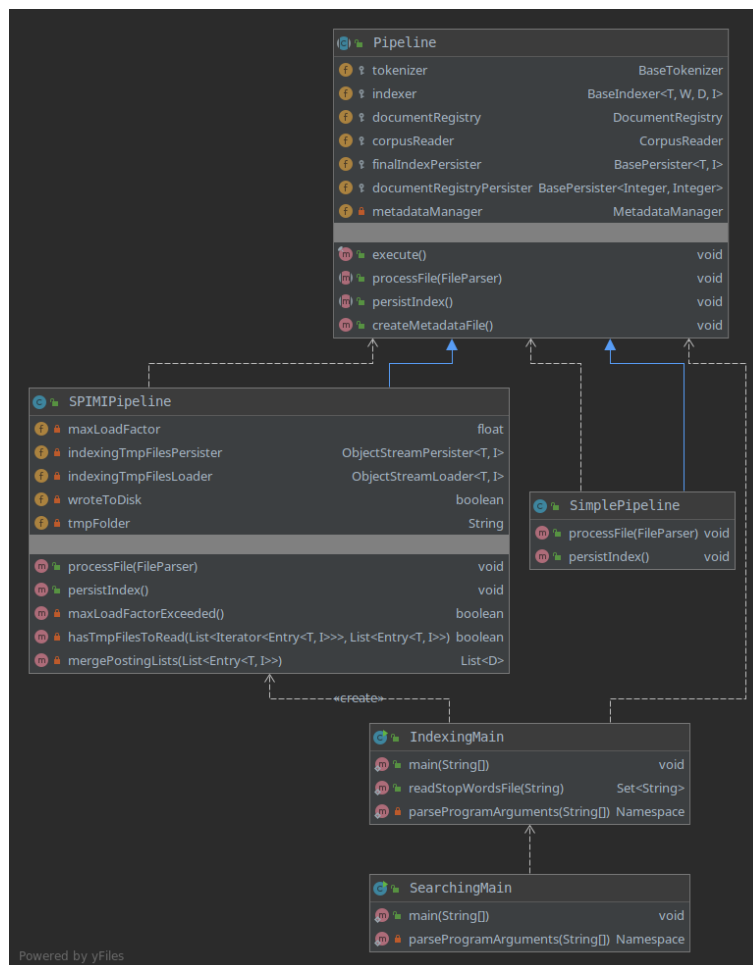 Pipeline
tokenizer BaseTokenizer
indexer BaseIndexer<T, W, D, I>
documentRegistry DocumentRegistry
corpusReader CorpusReader
finalIndexPersister BasePersister<T, I>
documentRegistryPersister BasePersister<Integer, Integer>
metadataManager MetadataManager
execute() void
processFile(FileParser) void
persistIndex() void
createMetadataFile() void
SPIMIPipeline
maxLoadFactor float
indexingTmpFilesPersister ObjectStreamPersister<T, I>
indexingTmpFilesLoader ObjectStreamLoader<T, I>
wroteToDisk boolean
tmpFolder String
processFile(FileParser) void
persistIndex() void
maxLoadFactorExceeded() boolean
hasTmpFilesToRead(List<Iterator<Entry<T, I>>>, List<Entry<T, I>>) boolean
mergePostingLists(List<Entry<T, I>>) List<D>
SimplePipeline
processFile(FileParser) void
persistIndex() void
«create»
IndexingMain
main(String[]) void
readStopWordsFile(String) Set<String>
parseProgramArguments(String[]) Namespace
SearchingMain
main(String[]) void
parseProgramArguments(String[]) Namespace
Powered by yFiles